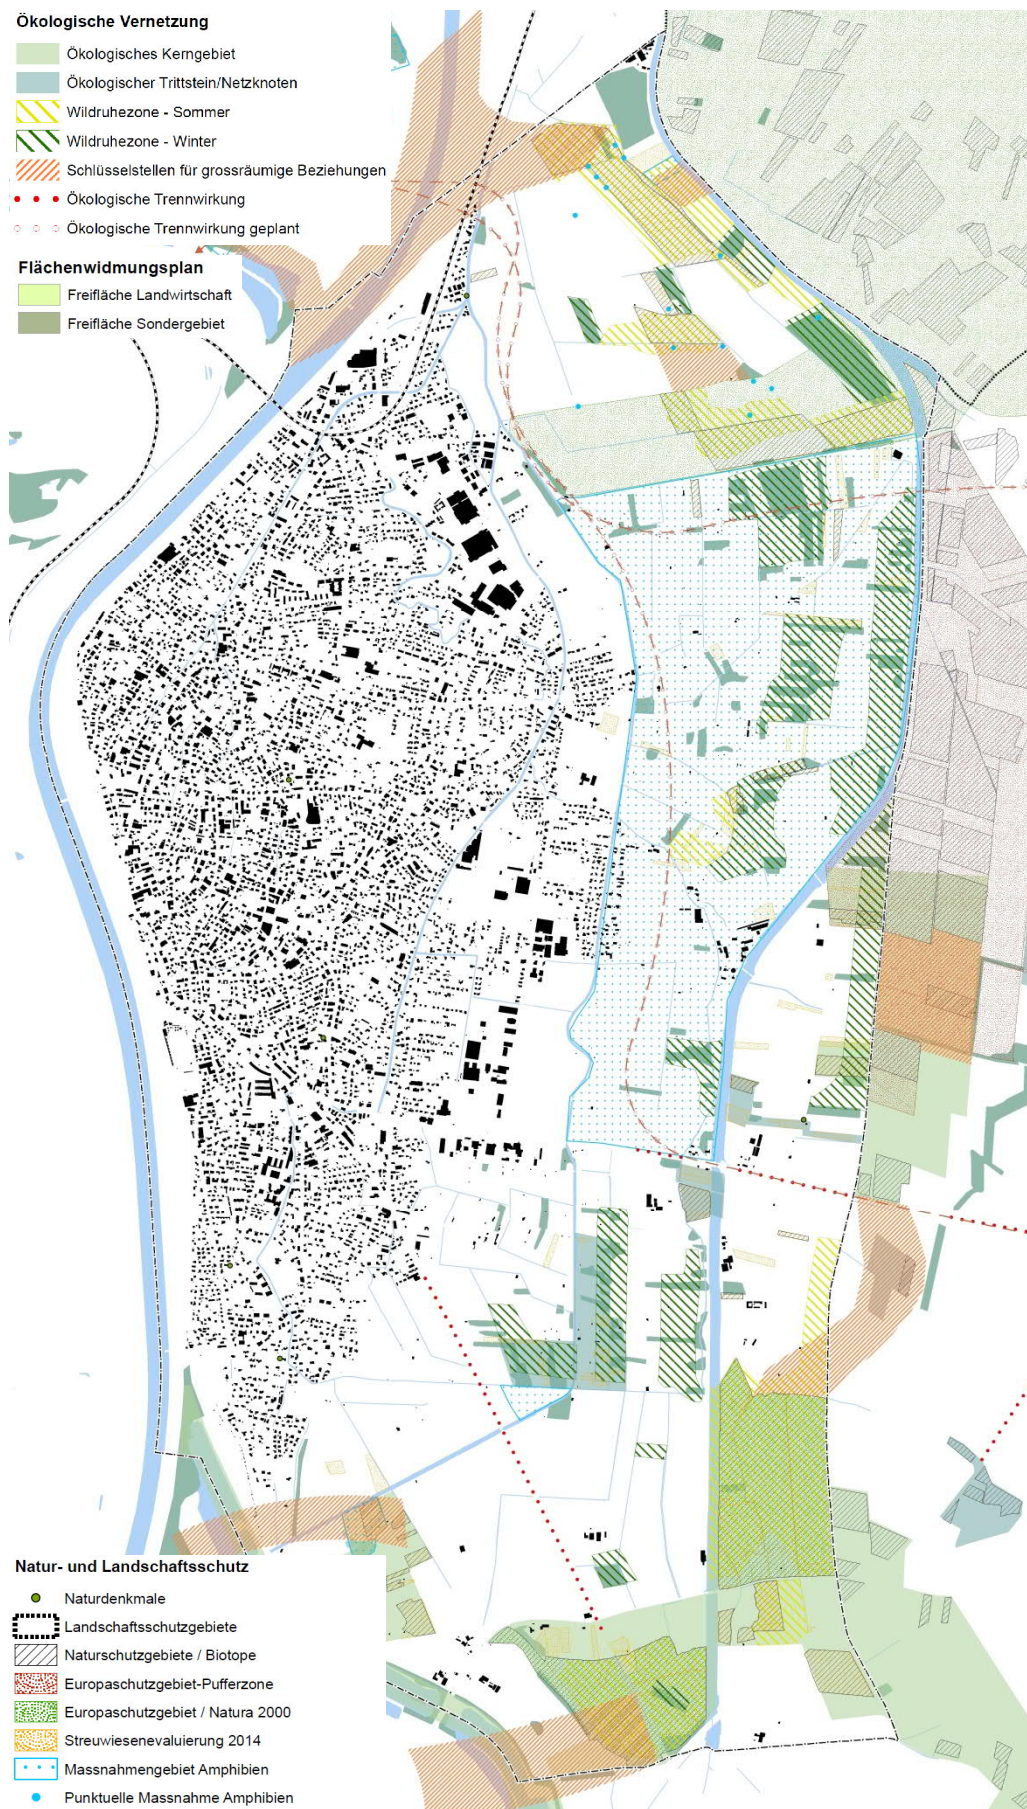 Ökologische Vernetzung
Ökologisches Kerngebiet
Ökologischer Trittstein/Netzknoten
Wildruhezone - Sommer
Wildruhezone - Winter
Schlüsselstellen für grossräumige Beziehungen
Ökologische Trennwirkung
Ökologische Trennwirkung geplant
Flächenwidmungsplan
Freifläche Landwirtschaft
Freifläche Sondergebiet
Natur- und Landschaftsschutz
Naturdenkmale
Landschaftsschutzgebiete
Naturschutzgebiete / Biotope
Europaschutzgebiet-Pufferzone
Europaschutzgebiet / Natura 2000
Streuwiesenevaluierung 2014
Massnahmengebiet Amphibien
Punktuelle Massnahme Amphibien